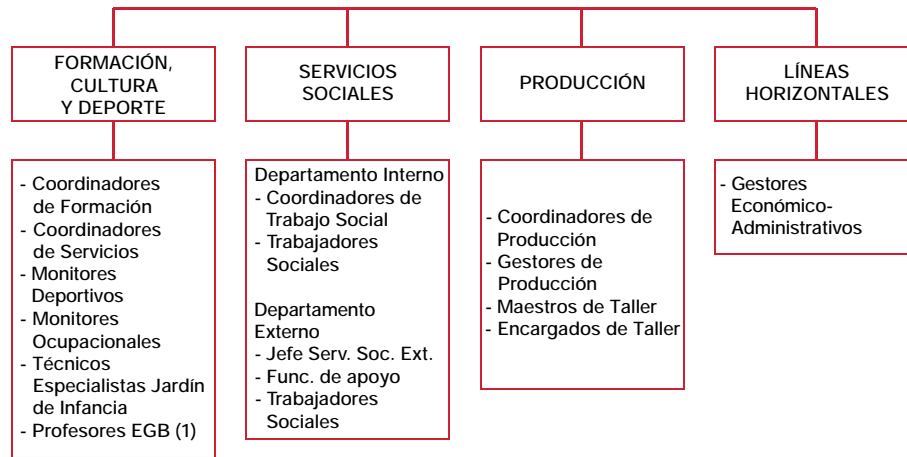 FORMACIÓN,
CULTURA
Y DEPORTE
SERVICIOS
SOCIALES
PRODUCCIÓN
LÍNEAS
HORIZONTALES
- Coordinadores
de Formación
- Coordinadores
de Servicios
- Monitores
Deportivos
- Monitores
Ocupacionales
- Técnicos
Especialistas Jardín
de Infancia
- Profesores EGB (1)
Departamento Interno
- Coordinadores de
Trabajo Social
- Trabajadores
Sociales
Departamento
Externo
- Jefe Serv. Soc. Ext.
- Func. de apoyo
- Trabajadores
Sociales
- Coordinadores de
Producción
- Gestores de
Producción
- Maestros de Taller
- Encargados de Taller
- Gestores
Económico-
Administrativos